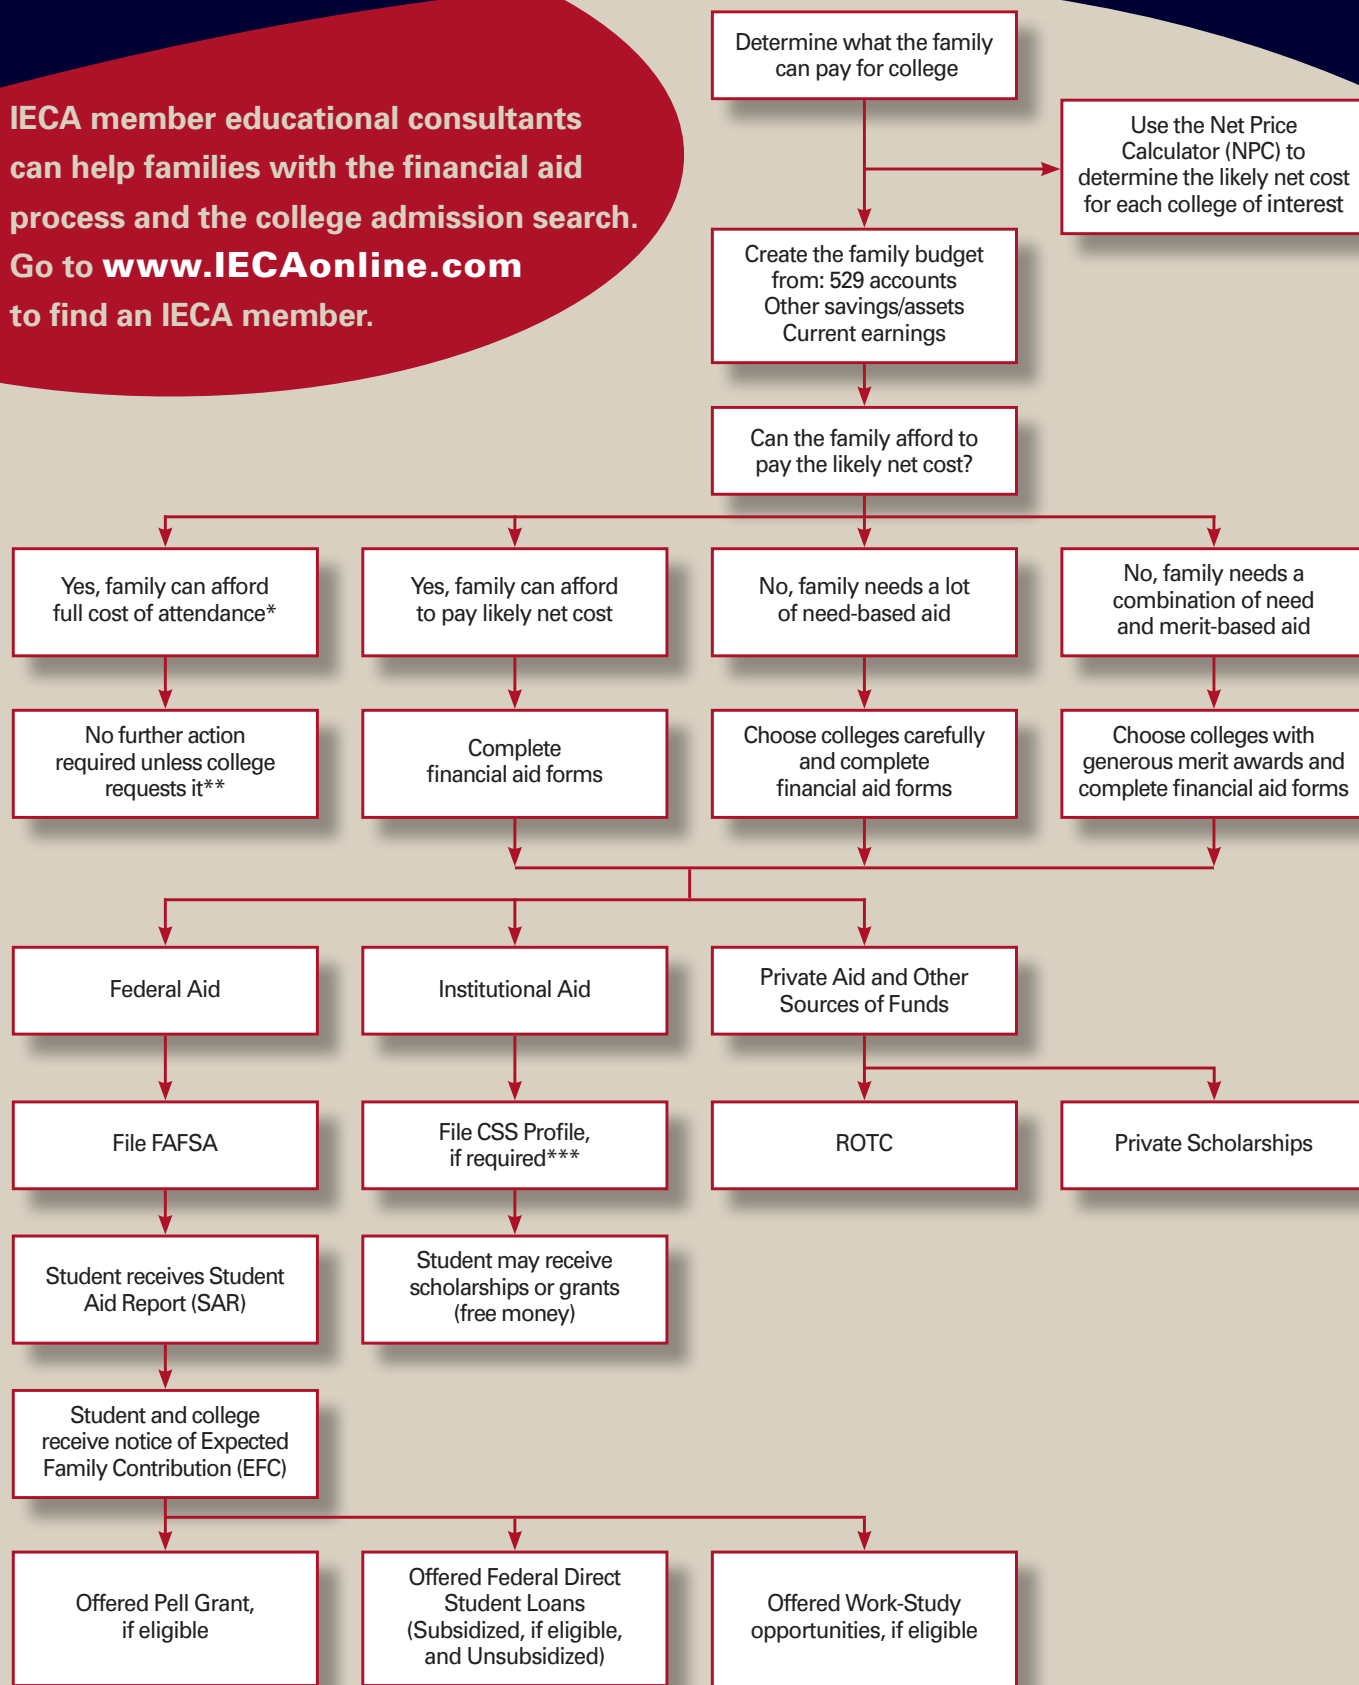 IECA member educational consultants
can help families with the financial aid
process and the college admission search.
Go to www.IECAonline.com
to find an IECA member.
Determine what the family
can pay for college
Use the Net Price
Calculator (NPC) to
determine the likely net cost
for each college of interest
Create the family budget
from: 529 accounts
Other savings/assets
Current earnings
Can the family afford to
pay the likely net cost?
Yes, family can afford
full cost of attendance*
Yes, family can afford
to pay likely net cost
No, family needs a lot
of need-based aid
No, family needs a
combination of need
and merit-based aid
No further action
required unless college
requests it**
Complete
financial aid forms
Choose colleges carefully
and complete
financial aid forms
Choose colleges with
generous merit awards and
complete financial aid forms
Federal Aid
Institutional Aid
Private Aid and Other
Sources of Funds
File FAFSA
File CSS Profile,
if required***
ROTC
Private Scholarships
Student receives Student
Aid Report (SAR)
Student may receive
scholarships or grants
(free money)
Student and college
receive notice of Expected
Family Contribution (EFC)
Offered Pell Grant,
if eligible
Offered Federal Direct
Student Loans
(Subsidized, if eligible,
and Unsubsidized)
Offered Work-Study
opportunities, if eligible